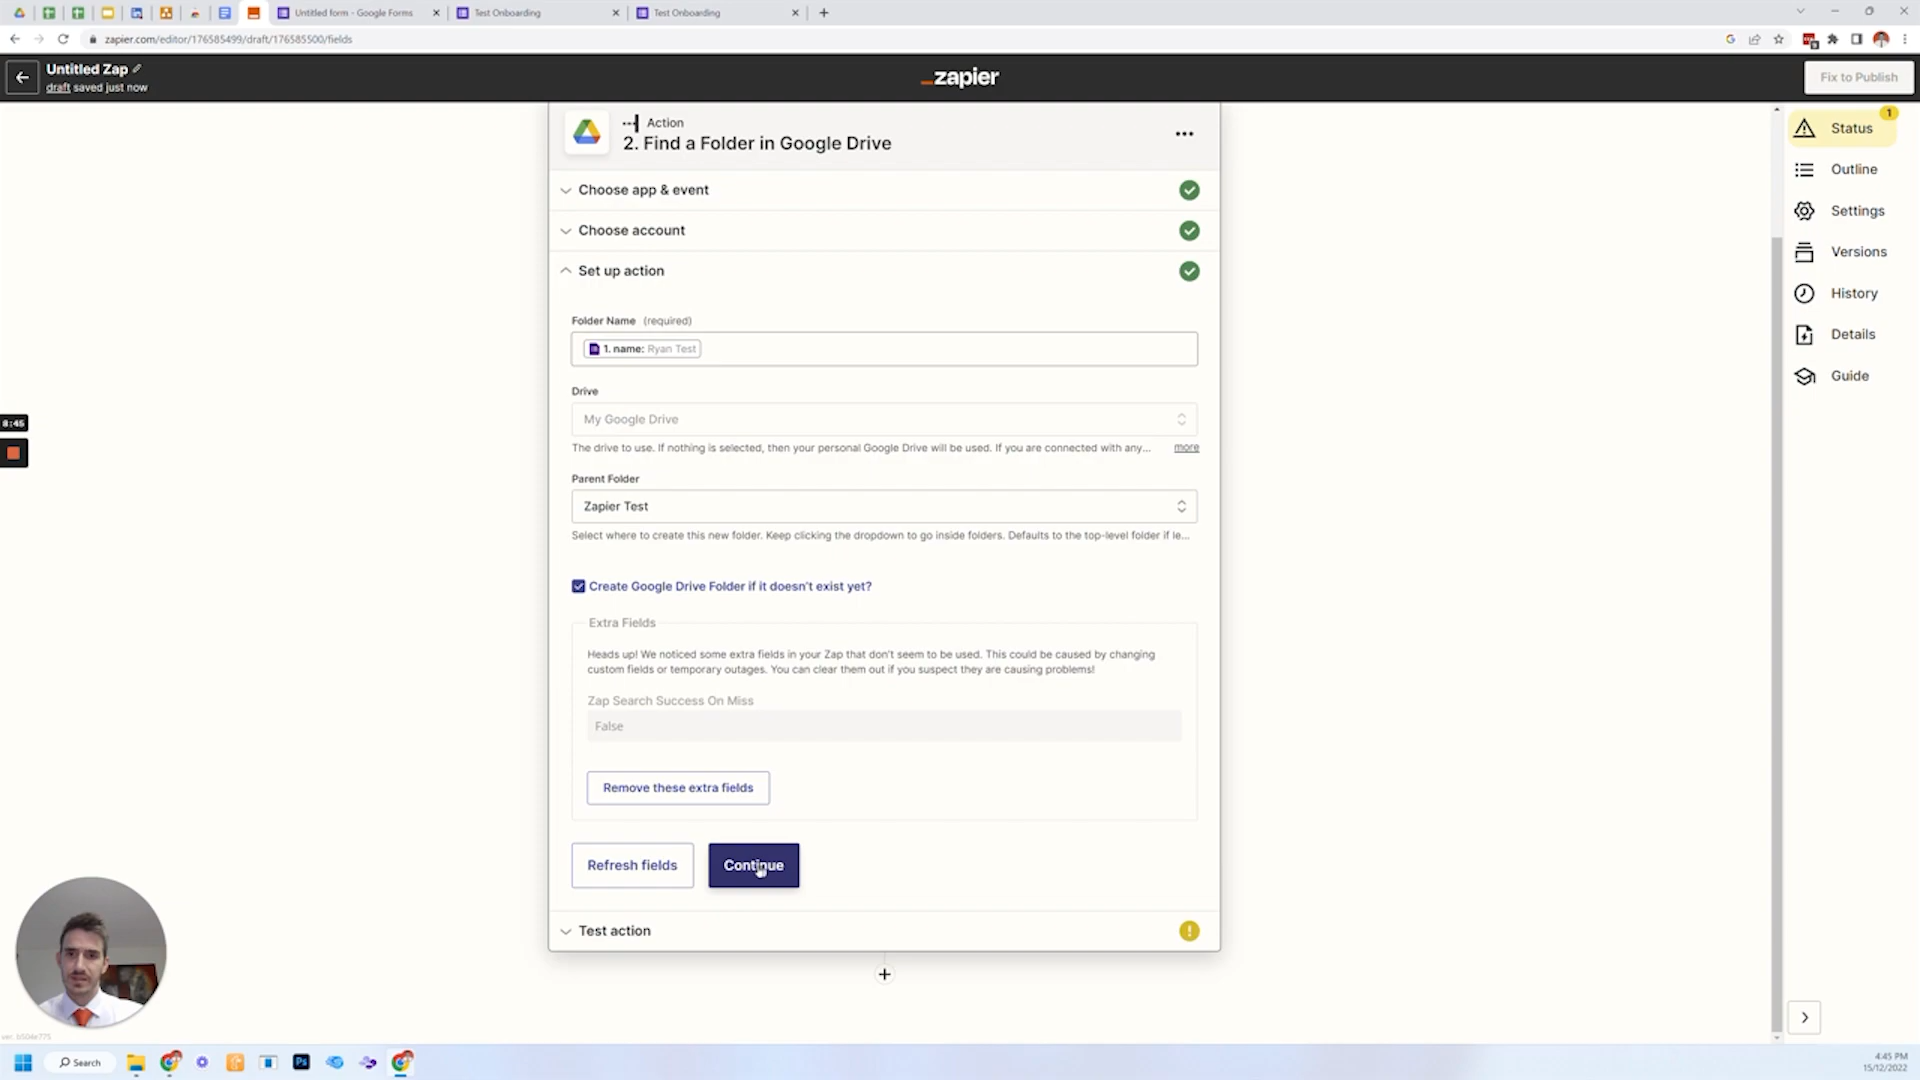 Untitled form - Google Forms
Test Onboarding
Test Onboarding
zapier.com/editor/176585499/draft/176585500/fields
Untitled Zap
draft saved just now
_zapier
Fix to Publish
Action
2. Find a Folder in Google Drive
Choose app & event
Choose account
Set up action
Folder Name (required)
1. name: Ryan Test
Drive
My Google Drive
The drive to use. If nothing is selected, then your personal Google Drive will be used. If you are connected with any...
more
Parent Folder
Zapier Test
Select where to create this new folder. Keep clicking the dropdown to go inside folders. Defaults to the top-level folder if le...
Create Google Drive Folder if it doesn't exist yet?
Extra Fields
Heads up! We noticed some extra fields in your Zap that don't seem to be used. This could be caused by changing
custom fields or temporary outages. You can clear them out if you suspect they are causing problems!
Zap Search Success On Miss
False
Remove these extra fields
Refresh fields
Continue
Test action
1
Status
Outline
Settings
Versions
History
Details
Guide
8:45
ver. b504e775
Search
Ps
4:45 PM
15/12/2022